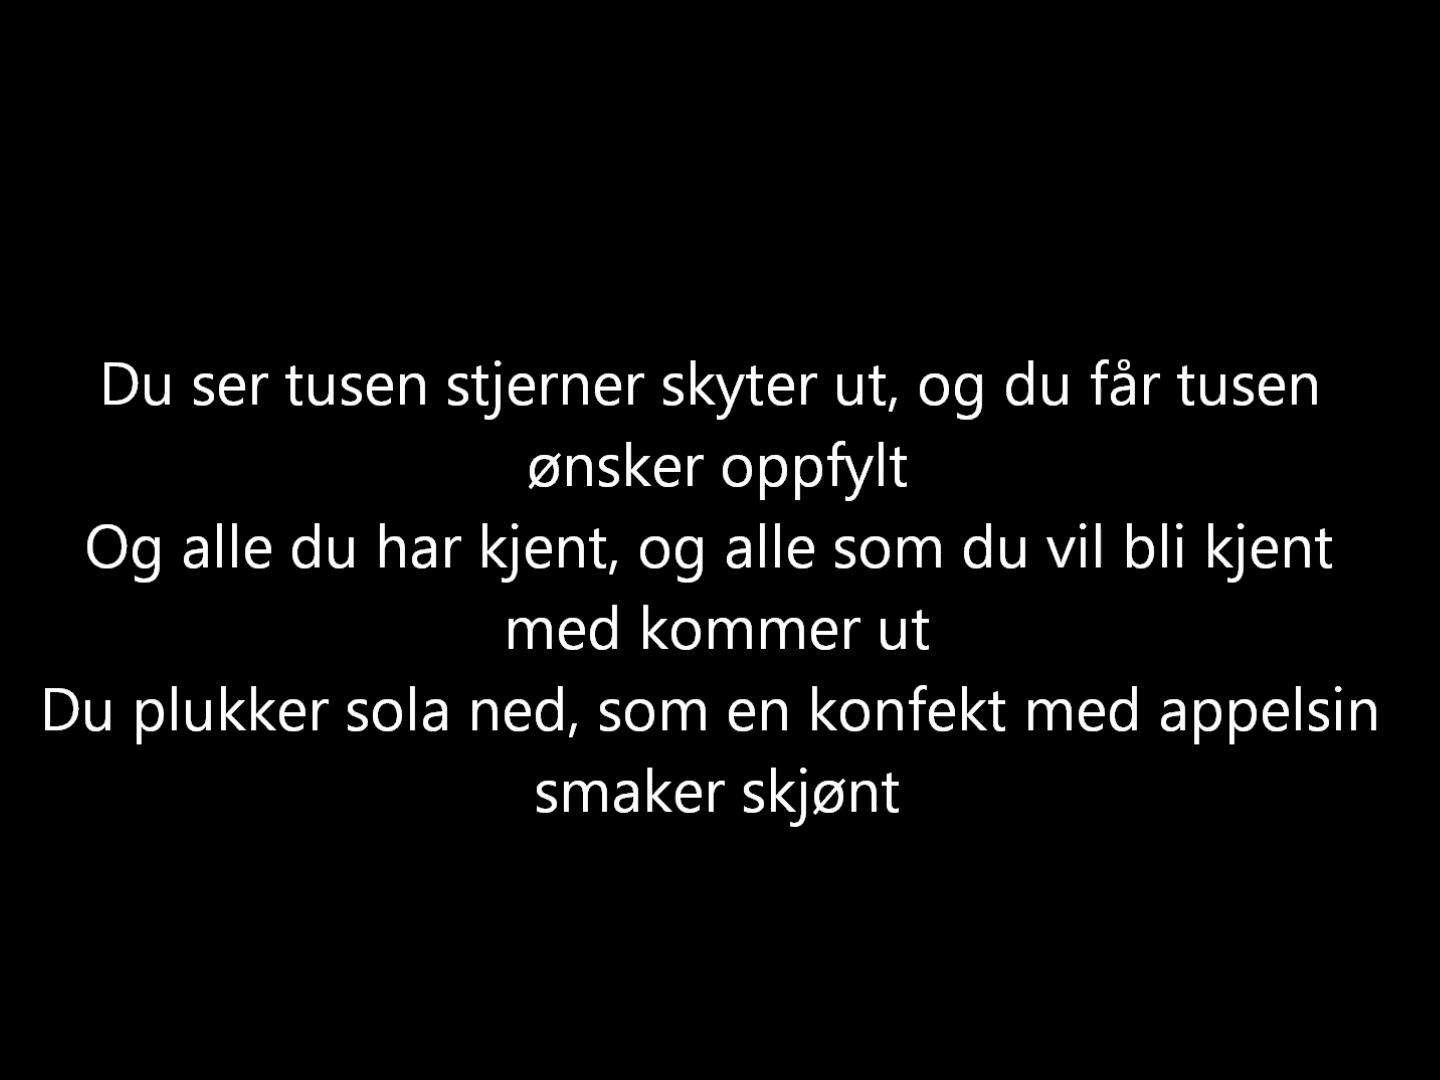 Du ser tusen stjerner skyter ut, og du får tusen
ønsker oppfylt
Og alle du har kjent, og alle som du vil bli kjent
med kommer ut
Du plukker sola ned, som en konfekt med appelsin
smaker skjønt